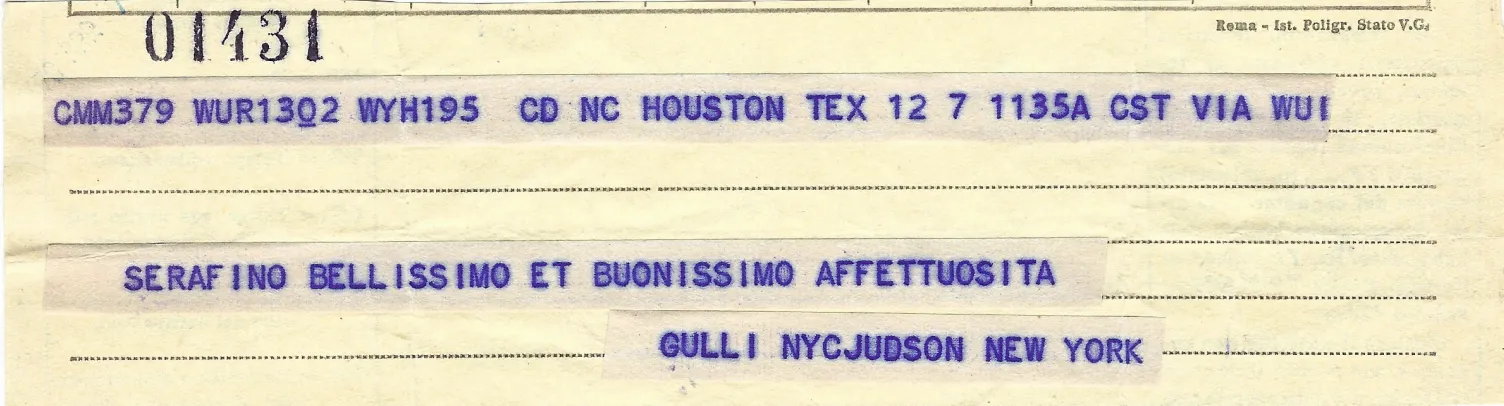 Roma - Ist. Poligr. Stato V.G.
01431
CMM379 WUR1302 WYH195 CD NC HOUSTON TEX 12 7 1135A CST VIA WUI
SERAFINO BELLISSIMO ET BUONISSIMO AFFETTUOSITA
GULLI NYCJUDSON NEW YORK